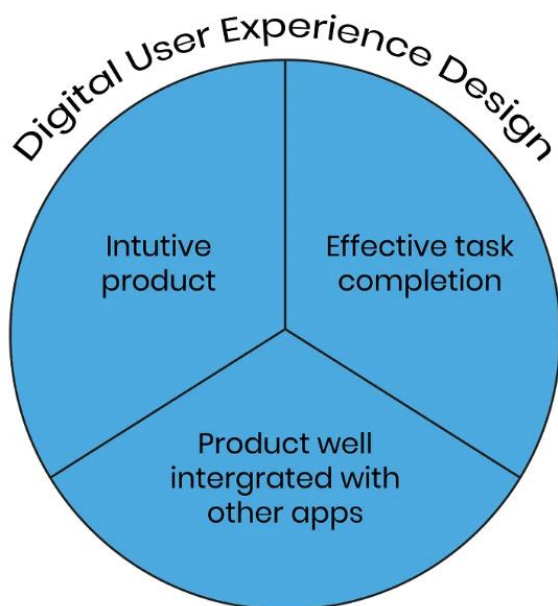 Digital User Experience Design
Intutive
product
Effective task
completion
Product well
intergrated with
other apps